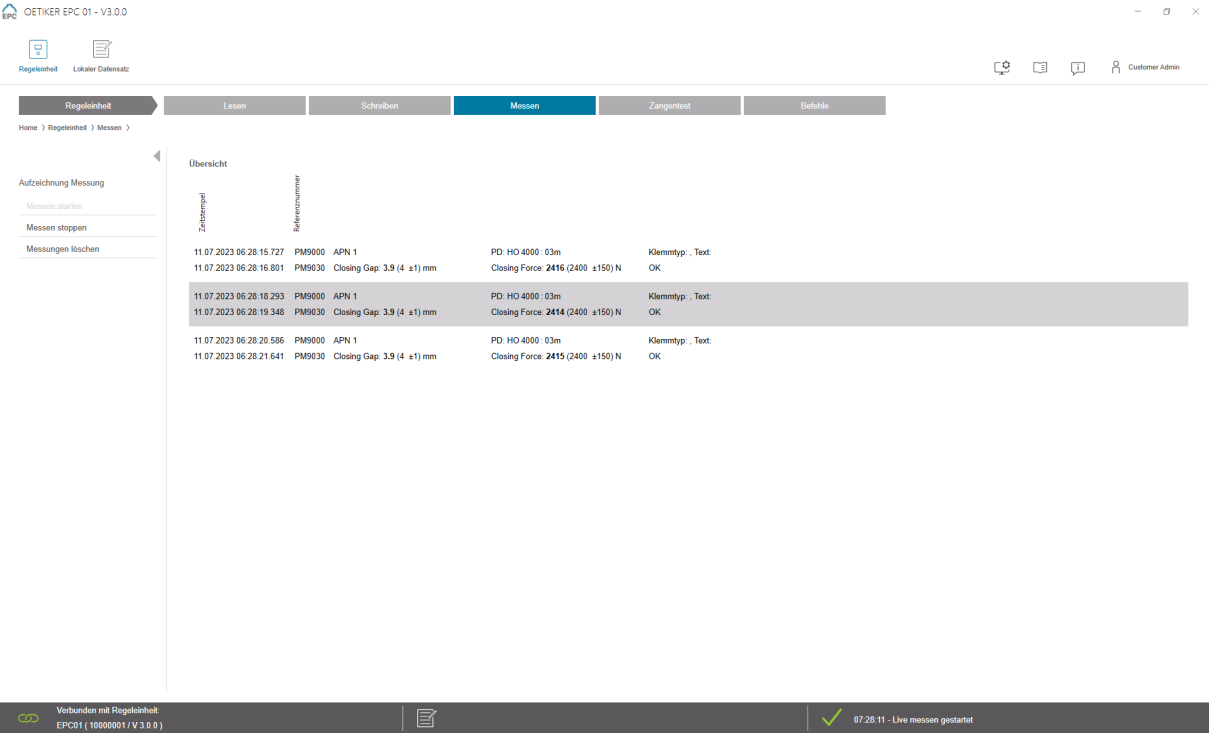 EPC OETIKER EPC 01 - V3.0.0
Regeleinheit Lokaler Datensatz
Customer Admin
Regeleinheit Lesen Schreiben Messen Zangentest Befehle
Home > Regeleinheit > Messen >
Übersicht
Aufzeichnung Messung
Messen starten
Messen stoppen
Messungen löschen
Zeitstempel Referenznummer
11.07.2023 06:28:15.727 PM9000 APN 1 PD: HO 4000 : 03m Klemmtyp: , Text:
11.07.2023 06:28:16.801 PM9030 Closing Gap: 3.9 (4 ±1) mm Closing Force: 2416 (2400 ±150) N OK
11.07.2023 06:28:18.293 PM9000 APN 1 PD: HO 4000 : 03m Klemmtyp: , Text:
11.07.2023 06:28:19.348 PM9030 Closing Gap: 3.9 (4 ±1) mm Closing Force: 2414 (2400 ±150) N OK
11.07.2023 06:28:20.586 PM9000 APN 1 PD: HO 4000 : 03m Klemmtyp: , Text:
11.07.2023 06:28:21.641 PM9030 Closing Gap: 3.9 (4 ±1) mm Closing Force: 2415 (2400 ±150) N OK
Verbunden mit Regeleinheit:
EPC01 ( 10000001 / V 3.0.0 )
07:28:11 - Live messen gestartet